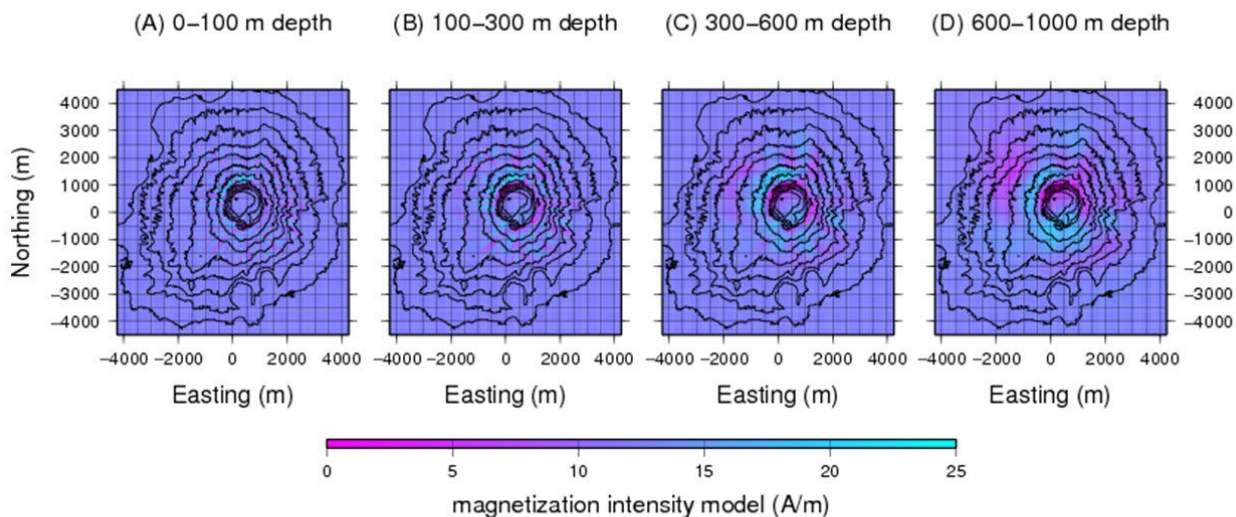 (A) 0–100 m depth (B) 100–300 m depth (C) 300–600 m depth (D) 600–1000 m depth
4000 4000
3000 3000
2000 2000
1000 1000
0 0
−1000 −1000
−2000 −2000
−3000 −3000
−4000 −4000
Northing (m)
−4000 −2000 0 2000 4000 −4000 −2000 0 2000 4000 −4000 −2000 0 2000 4000 −4000 −2000 0 2000 4000
Easting (m) Easting (m) Easting (m) Easting (m)
0 5 10 15 20 25
magnetization intensity model (A/m)